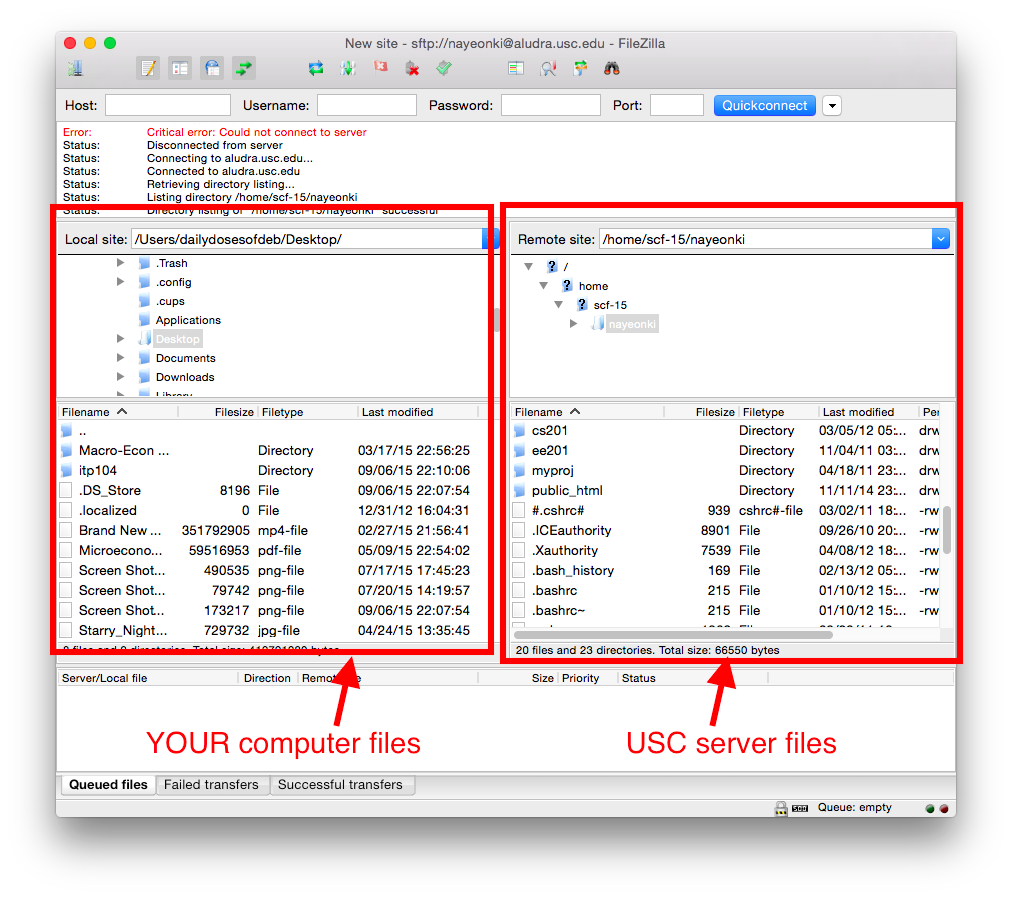 New site - sftp://nayeonki@aludra.usc.edu - FileZilla
Host: Username: Password: Port: Quickconnect
Error: Critical error: Could not connect to server
Status: Disconnected from server
Status: Connecting to aludra.usc.edu...
Status: Connected to aludra.usc.edu
Status: Retrieving directory listing...
Status: Listing directory /home/scf-15/nayeonki
Status: Directory listing of "/home/scf-15/nayeonki" successful
Local site: /Users/dailydosesofdeb/Desktop/
.Trash
.config
.cups
Applications
Desktop
Documents
Downloads
Library
Filename Filesize Filetype Last modified
..
Macro-Econ ... Directory 03/17/15 22:56:25
itp104 Directory 09/06/15 22:10:06
.DS_Store 8196 File 09/06/15 22:07:54
.localized 0 File 12/31/12 16:04:31
Brand New ... 351792905 mp4-file 02/27/15 21:56:41
Microecono... 59516953 pdf-file 05/09/15 22:54:02
Screen Shot... 490535 png-file 07/17/15 17:45:23
Screen Shot... 79742 png-file 07/20/15 14:19:57
Screen Shot... 173217 png-file 09/06/15 22:07:54
Starry_Night... 729732 jpg-file 04/24/15 13:35:45
files and directories. Total size: bytes
Remote site: /home/scf-15/nayeonki
/
home
scf-15
nayeonki
Filename Filesize Filetype Last modified Per
cs201 Directory 03/05/12 05:... drw
ee201 Directory 11/04/11 03:... drw
myproj Directory 04/18/11 23:... drw
public_html Directory 11/11/14 23:... drw
#.cshrc# 939 cshrc#-file 03/02/11 18:... -rw
.ICEauthority 8901 File 09/26/10 20:... -rw
.Xauthority 7539 File 04/08/12 18:... -rw
.bash_history 169 File 02/13/12 05:... -rw
.bashrc 215 File 01/10/12 15:... -rw
.bashrc~ 215 File 01/10/12 15:... -rw
20 files and 23 directories. Total size: 66550 bytes
Server/Local file Direction Size Priority Status
YOUR computer files
USC server files
Queued files Failed transfers Successful transfers
Queue: empty